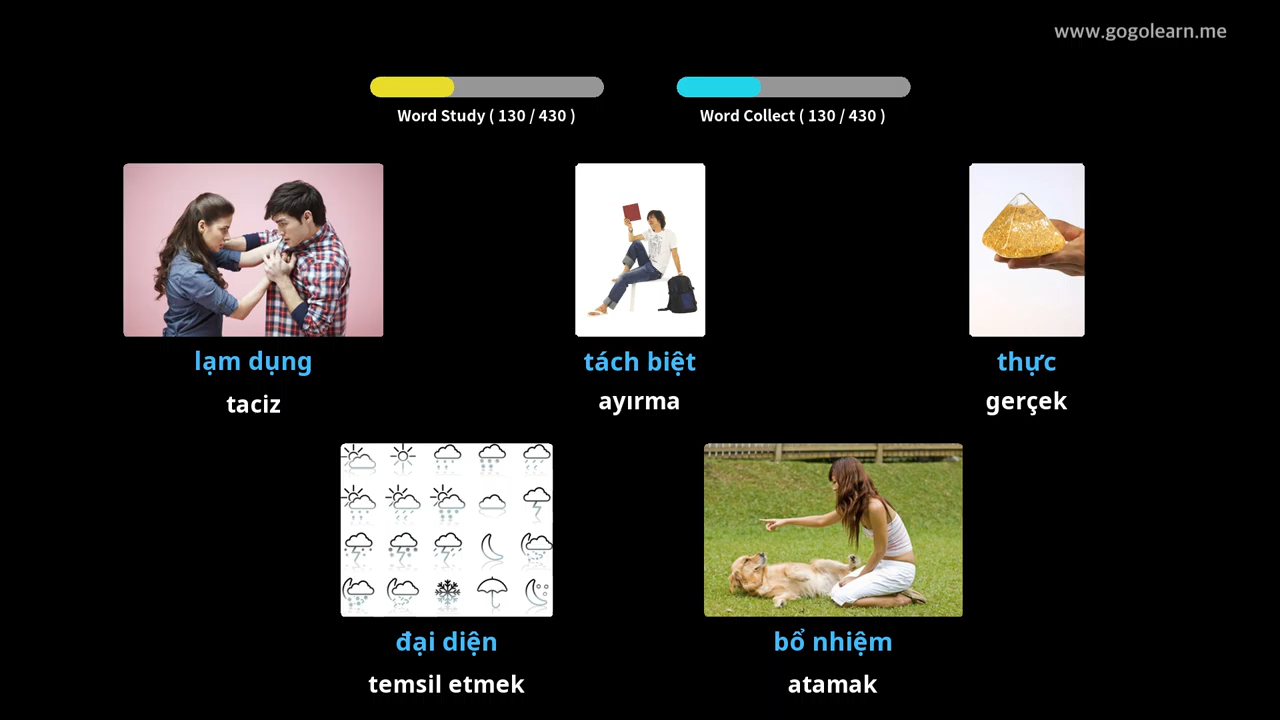 www.gogolearn.me
Word Study ( 130 / 430 )
Word Collect ( 130 / 430 )
lạm dụng
taciz
tách biệt
ayırma
thực
gerçek
đại diện
temsil etmek
bổ nhiệm
atamak